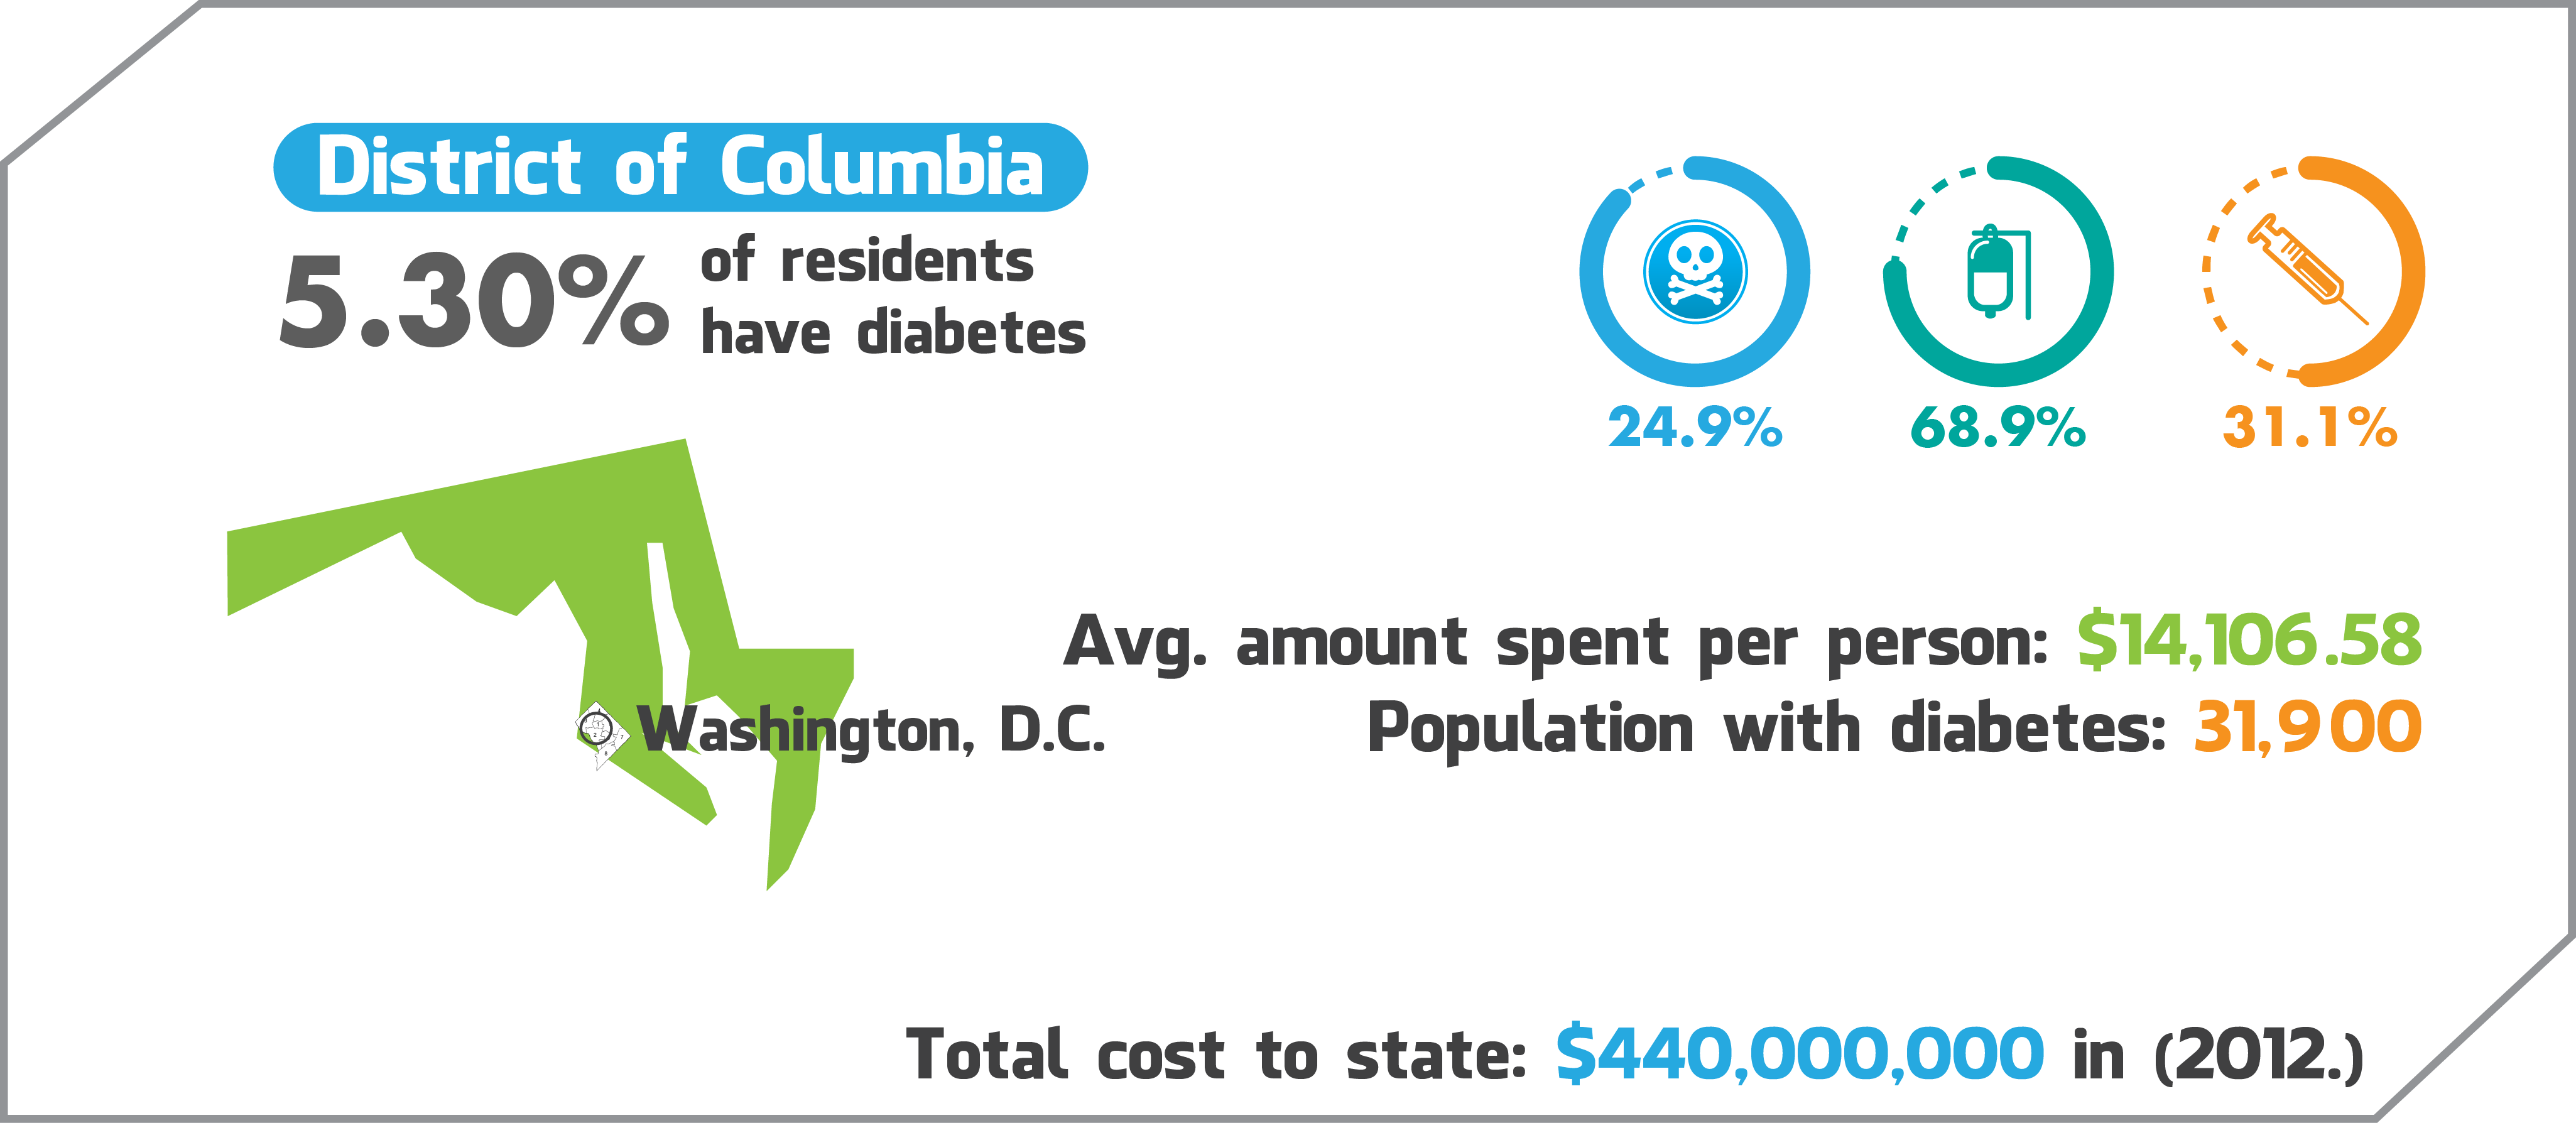 District of Columbia
5.30%
of residents
have diabetes
24.9%
68.9%
31.1%
Avg. amount spent per person: $14,106.58
Washington, D.C.
Population with diabetes: 31,900
Total cost to state: $440,000,000 in (2012.)